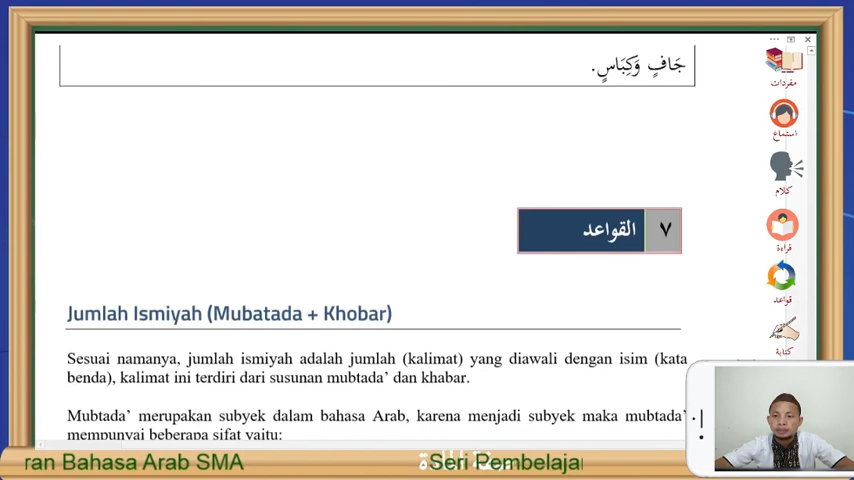 جَافٍ وَكِبَاسٍ.
٧ القواعد
Jumlah Ismiyah (Mubatada + Khobar)
Sesuai namanya, jumlah ismiyah adalah jumlah (kalimat) yang diawali dengan isim (kata
benda), kalimat ini terdiri dari susunan mubtada’ dan khabar.
Mubtada’ merupakan subyek dalam bahasa Arab, karena menjadi subyek maka mubtada’
mempunyai beberapa sifat yaitu:
مفردات
استماع
كلام
قراءة
قواعد
كتابة
ran Bahasa Arab SMA
Seri Pembelaja